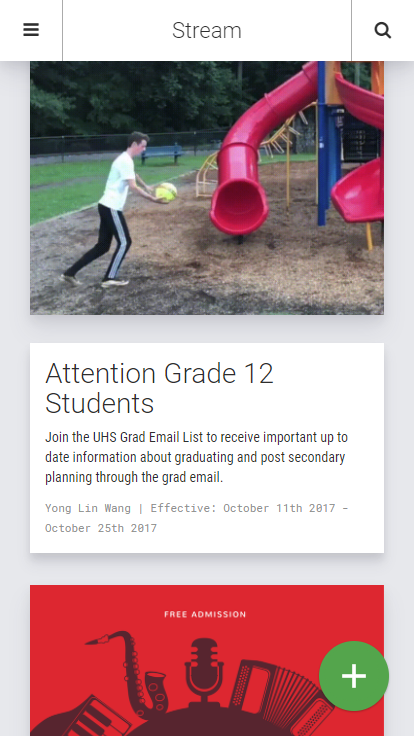 Stream
Attention Grade 12
Students
Join the UHS Grad Email List to receive important up to
date information about graduating and post secondary
planning through the grad email.
Yong Lin Wang | Effective: October 11th 2017 -
October 25th 2017
FREE ADMISSION